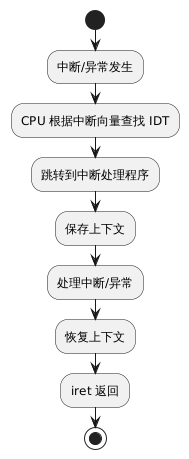 中断/异常发生
CPU 根据中断向量查找 IDT
跳转到中断处理程序
保存上下文
处理中断/异常
恢复上下文
iret 返回